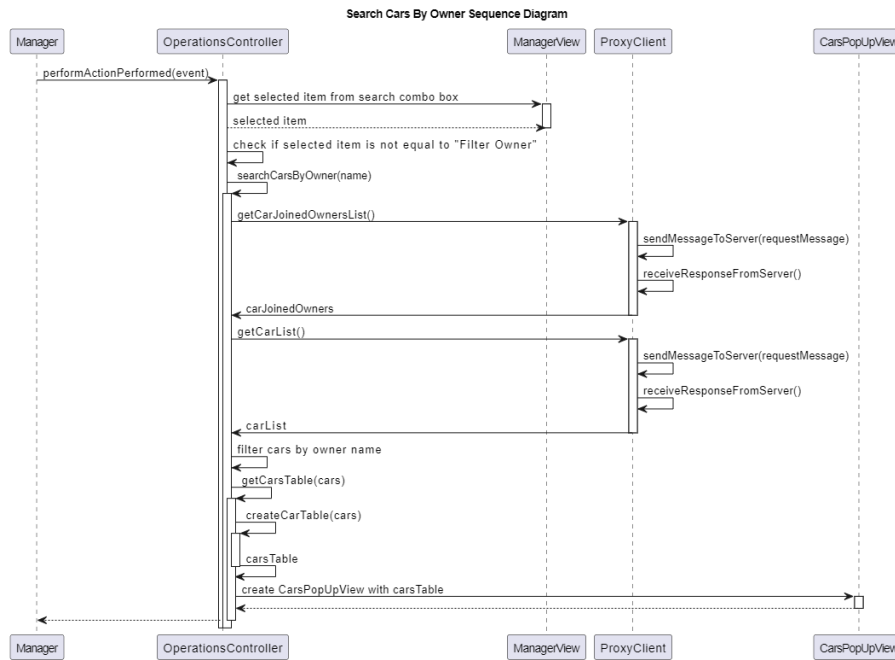 Search Cars By Owner Sequence Diagram
Manager OperationsController ManagerView ProxyClient CarsPopUpView
performActionPerformed(event)
get selected item from search combo box
selected item
check if selected item is not equal to "Filter Owner"
searchCarsByOwner(name)
getCarJoinedOwnersList()
sendMessageToServer(requestMessage)
receiveResponseFromServer()
carJoinedOwners
getCarList()
sendMessageToServer(requestMessage)
receiveResponseFromServer()
carList
filter cars by owner name
getCarsTable(cars)
createCarTable(cars)
carsTable
create CarsPopUpView with carsTable
Manager OperationsController ManagerView ProxyClient CarsPopUpView